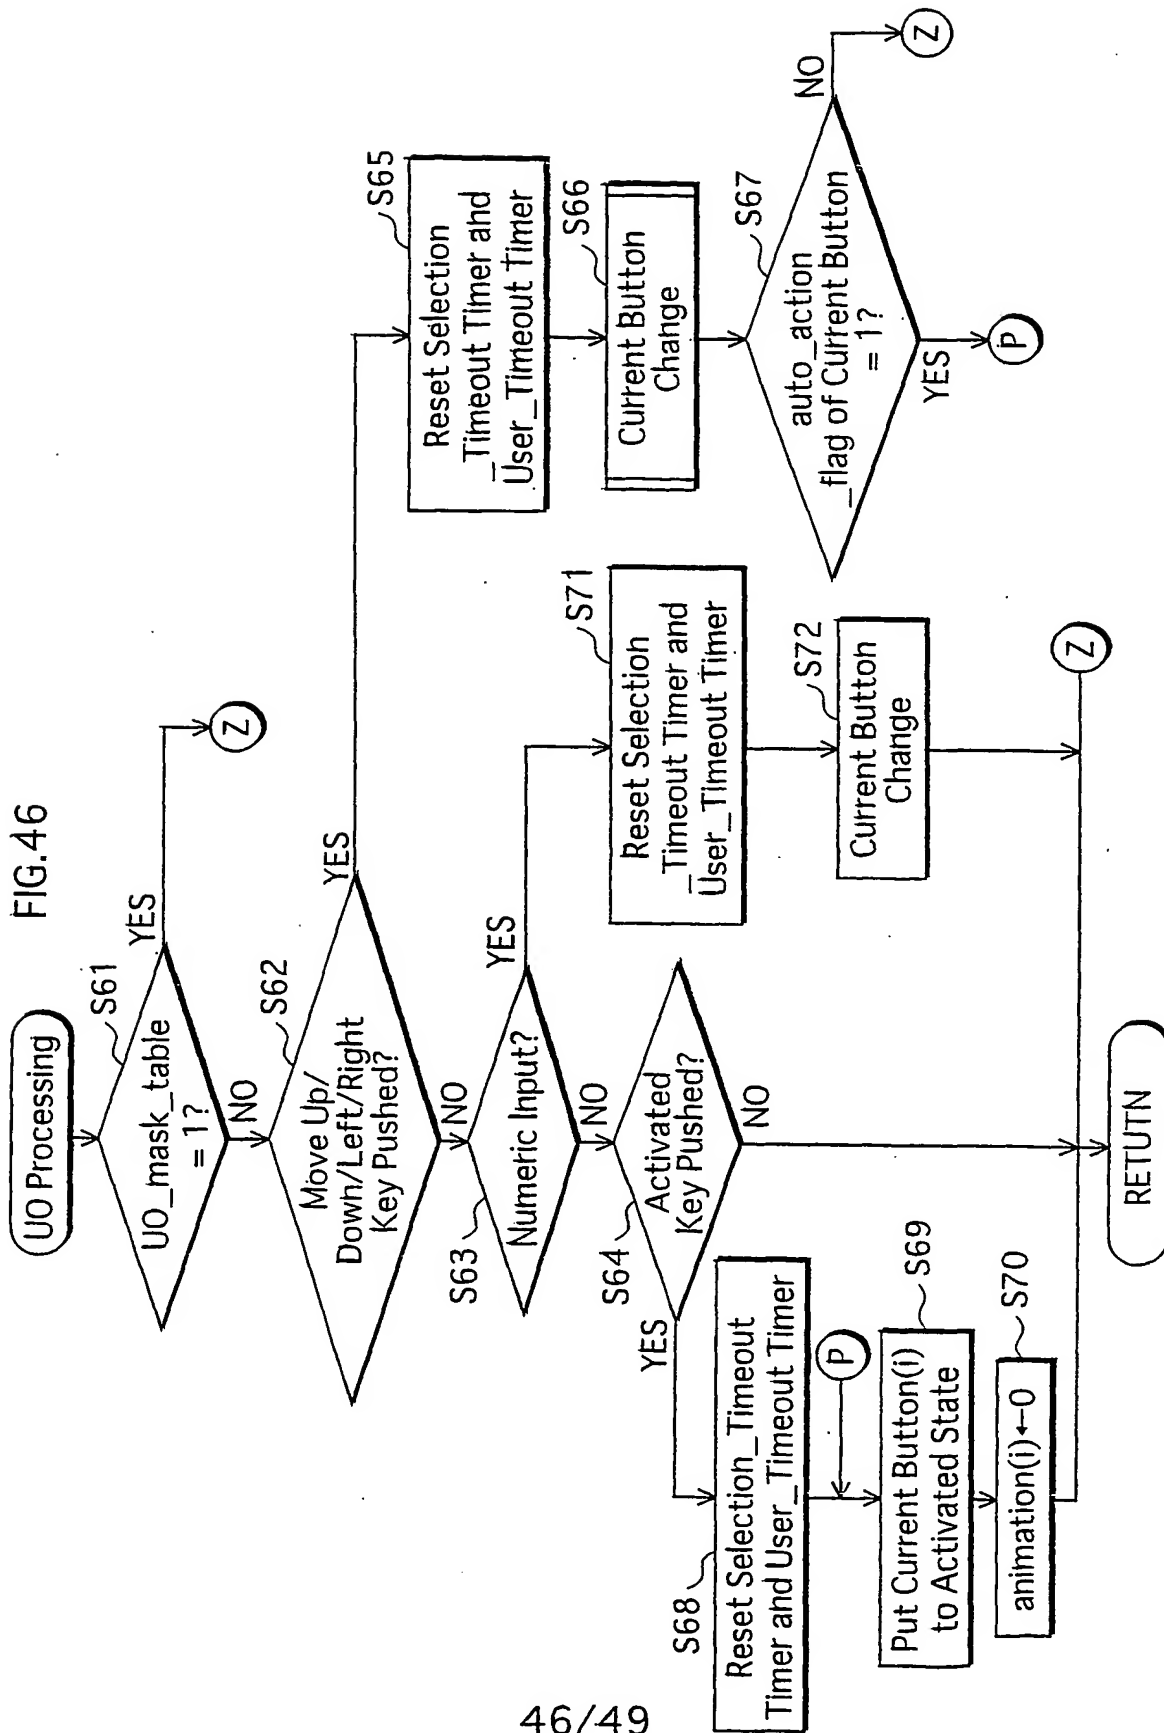 FIG.46
UO Processing
S61
UO_mask_table
= 1?
YES
Z
NO
S62
Move Up/
Down/Left/Right
Key Pushed?
YES
NO
S65
Reset Selection
_Timeout Timer and
User_Timeout Timer
S66
Current Button
Change
S67
auto_action
_flag of Current Button
= 1?
NO
Z
YES
P
S63
Numeric Input?
YES
NO
S71
Reset Selection
_Timeout Timer and
User_Timeout Timer
S72
Current Button
Change
Z
S64
Activated
Key Pushed?
YES
NO
S68
Reset Selection_Timeout
Timer and User_Timeout Timer
P
S69
Put Current Button(i)
to Activated State
S70
animation(i)←0
RETUTN
46/49